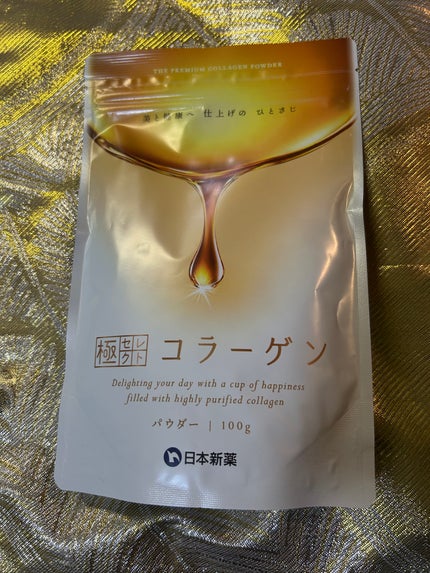 THE PREMIUM COLLAGEN POWDER
美と健康へ 仕上げの ひとさじ
極セレクト コラーゲン
Delighting your day with a cup of happiness
filled with highly purified collagen
パウダー | 100g
日本新薬